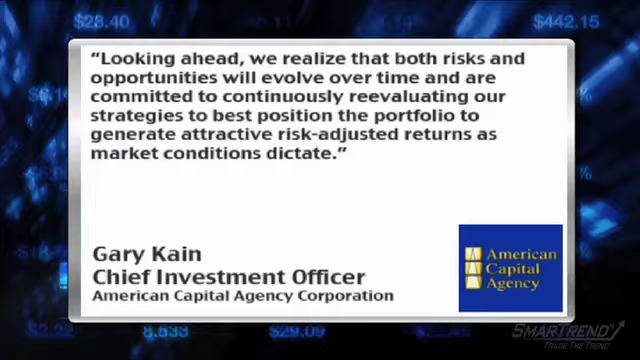 $28.40
$442.15
“Looking ahead, we realize that both risks and
opportunities will evolve over time and are
committed to continuously reevaluating our
strategies to best position the portfolio to
generate attractive risk-adjusted returns as
market conditions dictate.”
Gary Kain
Chief Investment Officer
American Capital Agency Corporation
American
Capital
Agency
8.533
$29.09
SMARTREND
TRADE THE TREND